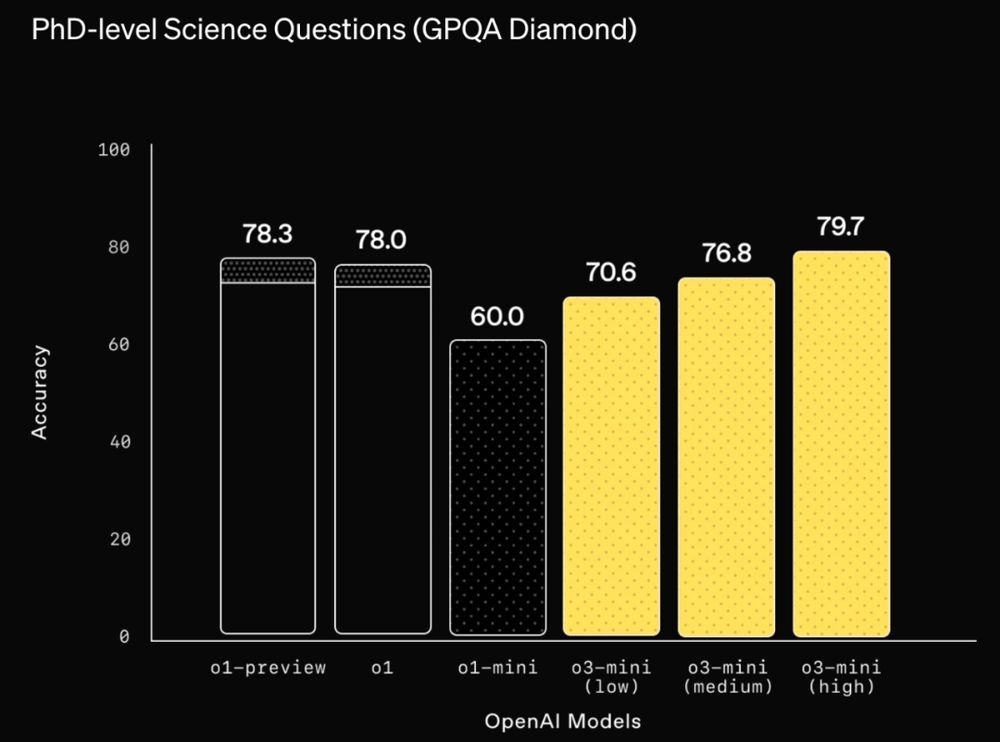 PhD-level Science Questions (GPQA Diamond)
100
80
60
40
20
0
Accuracy
78.3
78.0
60.0
70.6
76.8
79.7
o1-preview
o1
o1-mini
o3-mini
(low)
o3-mini
(medium)
o3-mini
(high)
OpenAI Models